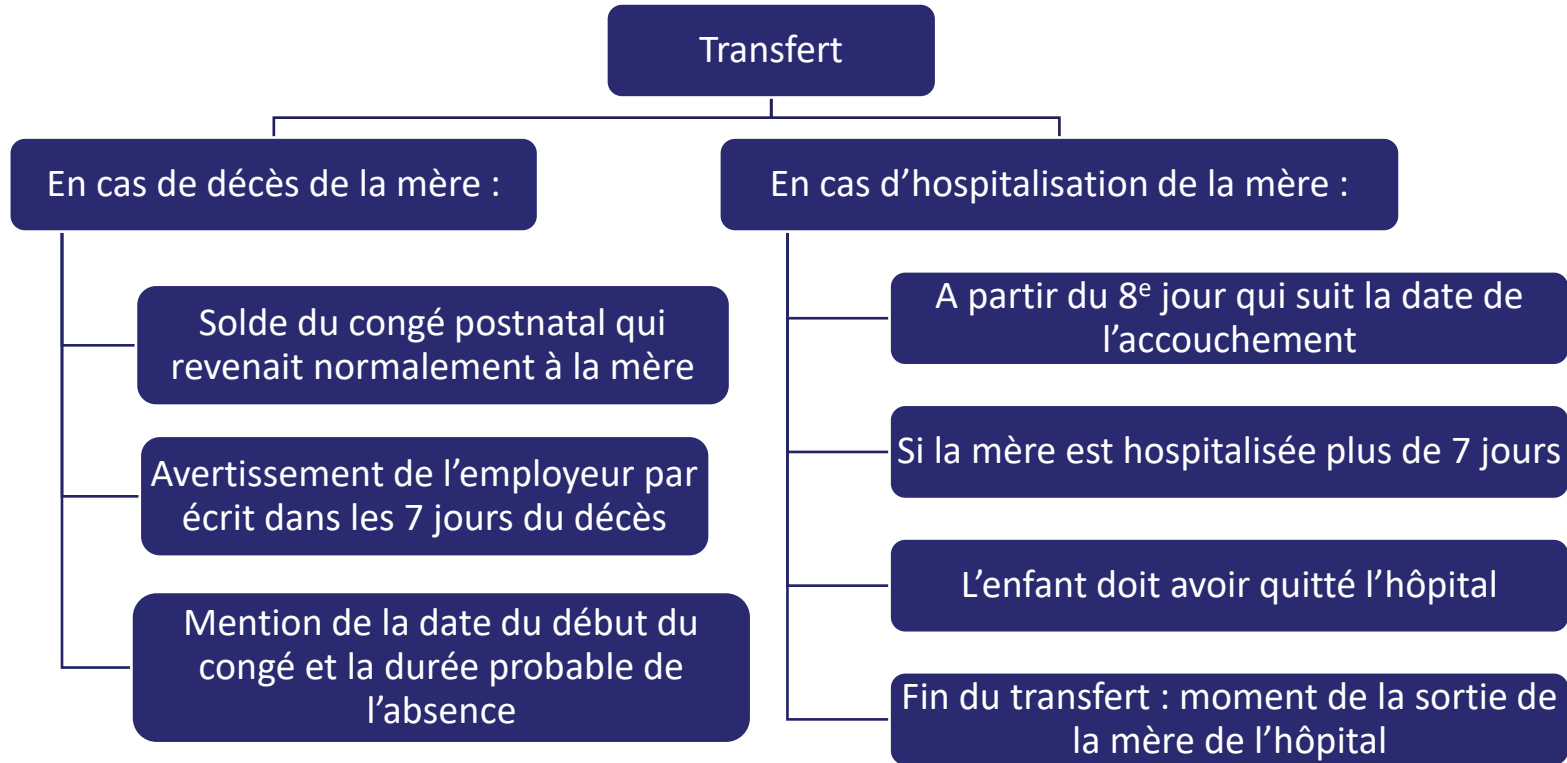 Transfert
En cas de décès de la mère :
Solde du congé postnatal qui
revenait normalement à la mère
Avertissement de l’employeur par
écrit dans les 7 jours du décès
Mention de la date du début du
congé et la durée probable de
l’absence
En cas d’hospitalisation de la mère :
A partir du 8e jour qui suit la date de
l’accouchement
Si la mère est hospitalisée plus de 7 jours
L’enfant doit avoir quitté l’hôpital
Fin du transfert : moment de la sortie de
la mère de l’hôpital